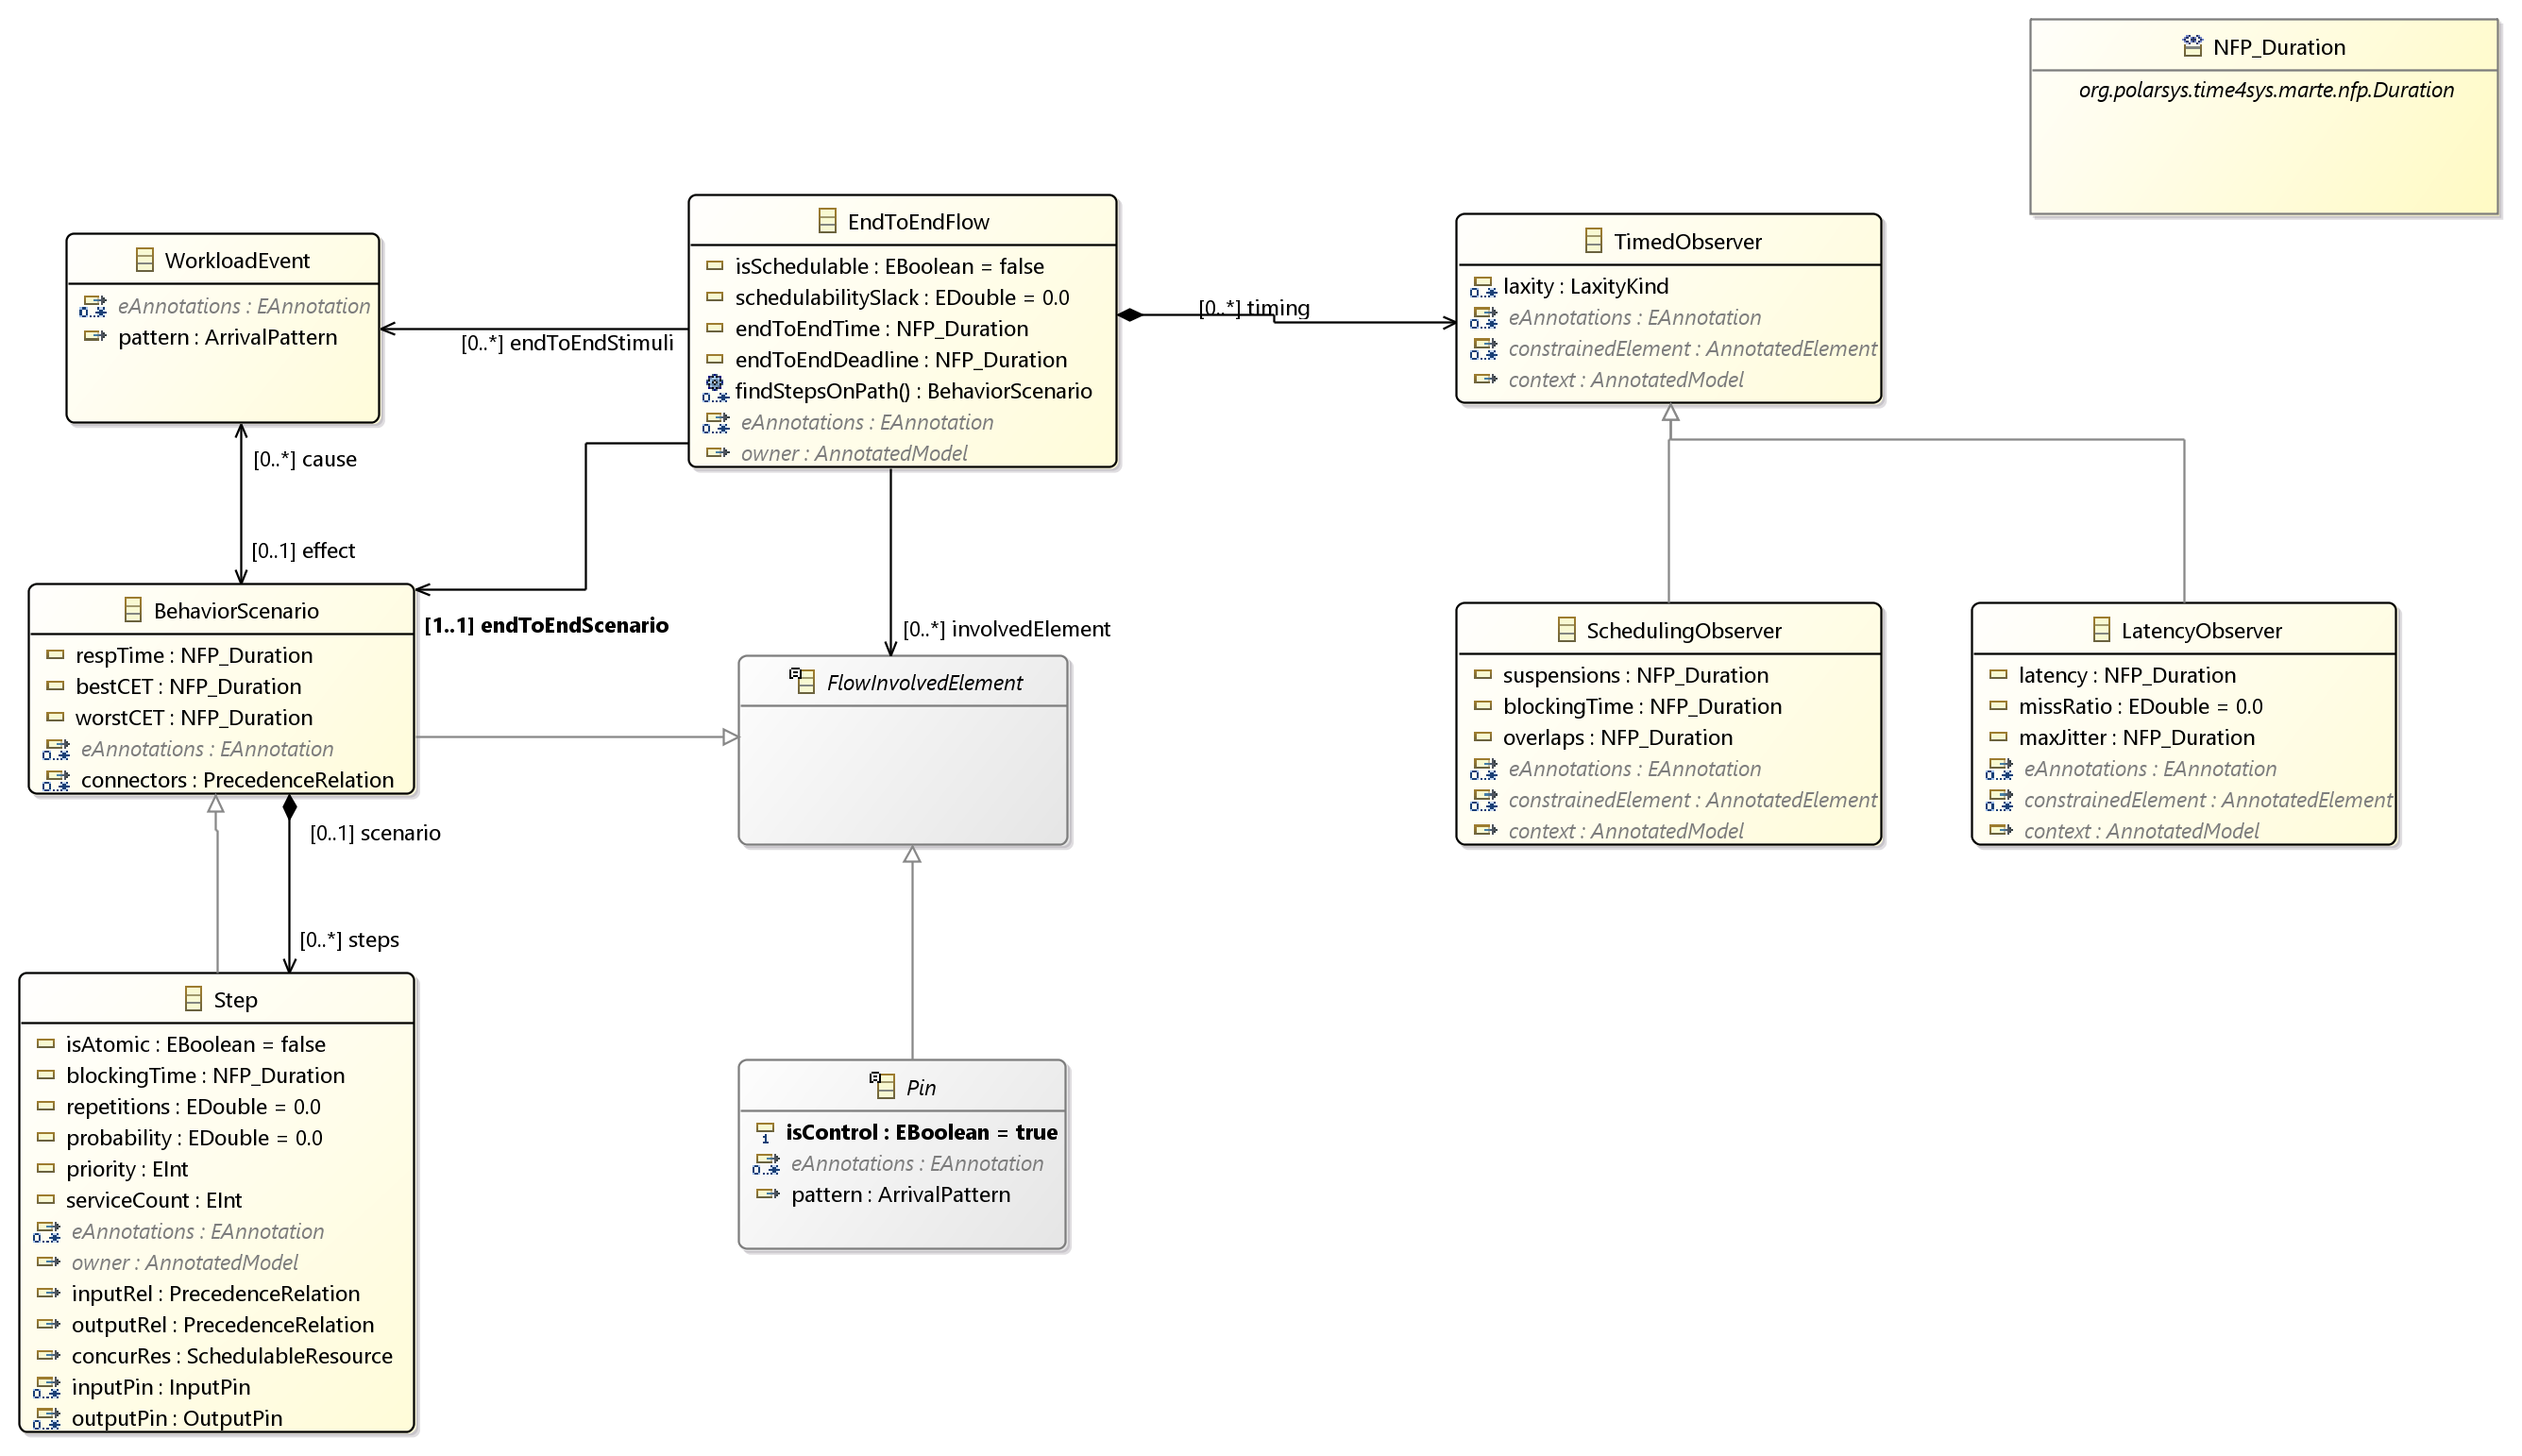 NFP_Duration
org.polarsys.time4sys.marte.nfp.Duration
WorkloadEvent
eAnnotations : EAnnotation
pattern : ArrivalPattern
[0..*] endToEndStimuli
EndToEndFlow
isSchedulable : EBoolean = false
schedulabilitySlack : EDouble = 0.0
endToEndTime : NFP_Duration
endToEndDeadline : NFP_Duration
findStepsOnPath() : BehaviorScenario
eAnnotations : EAnnotation
owner : AnnotatedModel
[0..*] timing
TimedObserver
laxity : LaxityKind
eAnnotations : EAnnotation
constrainedElement : AnnotatedElement
context : AnnotatedModel
[0..*] cause
[0..1] effect
BehaviorScenario
respTime : NFP_Duration
bestCET : NFP_Duration
worstCET : NFP_Duration
eAnnotations : EAnnotation
connectors : PrecedenceRelation
[1..1] endToEndScenario
[0..*] involvedElement
FlowInvolvedElement
SchedulingObserver
suspensions : NFP_Duration
blockingTime : NFP_Duration
overlaps : NFP_Duration
eAnnotations : EAnnotation
constrainedElement : AnnotatedElement
context : AnnotatedModel
LatencyObserver
latency : NFP_Duration
missRatio : EDouble = 0.0
maxJitter : NFP_Duration
eAnnotations : EAnnotation
constrainedElement : AnnotatedElement
context : AnnotatedModel
[0..1] scenario
[0..*] steps
Step
isAtomic : EBoolean = false
blockingTime : NFP_Duration
repetitions : EDouble = 0.0
probability : EDouble = 0.0
priority : EInt
serviceCount : EInt
eAnnotations : EAnnotation
owner : AnnotatedModel
inputRel : PrecedenceRelation
outputRel : PrecedenceRelation
concurRes : SchedulableResource
inputPin : InputPin
outputPin : OutputPin
Pin
isControl : EBoolean = true
eAnnotations : EAnnotation
pattern : ArrivalPattern